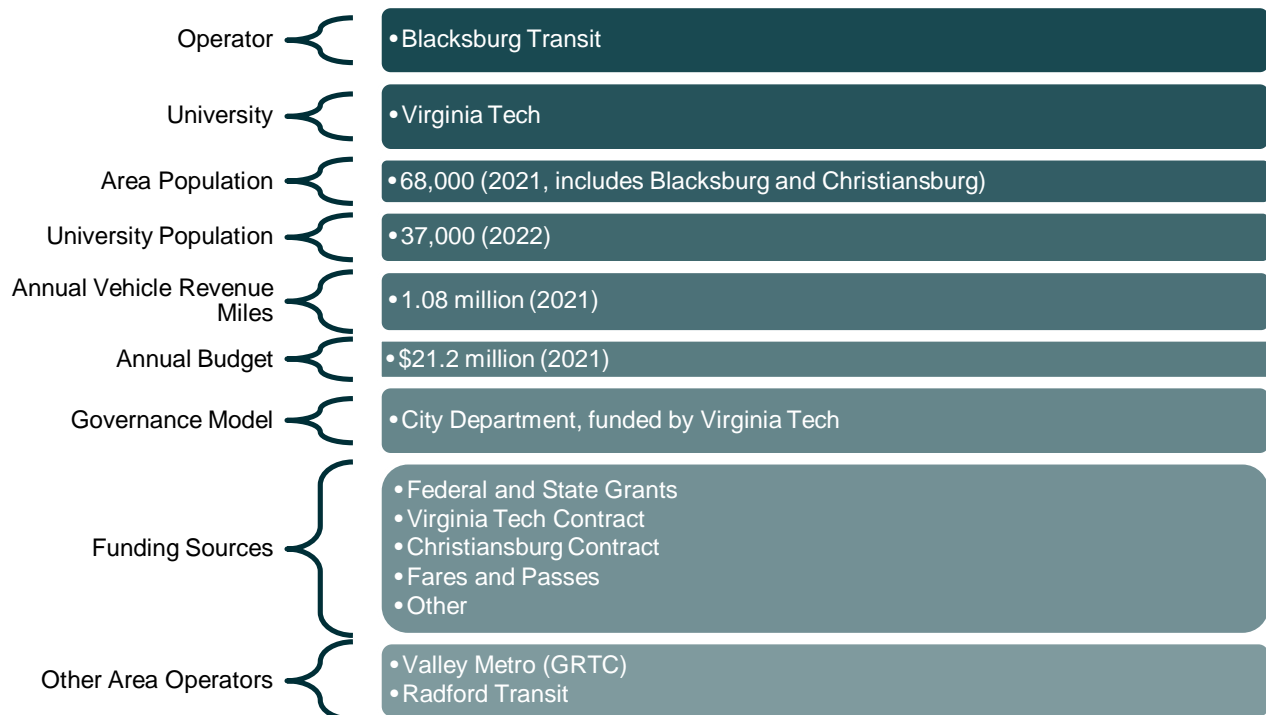 Operator
•Blacksburg Transit
University
•Virginia Tech
Area Population
•68,000 (2021, includes Blacksburg and Christiansburg)
University Population
•37,000 (2022)
Annual Vehicle Revenue
Miles
•1.08 million (2021)
Annual Budget
•$21.2 million (2021)
Governance Model
•City Department, funded by Virginia Tech
Funding Sources
•Federal and State Grants
•Virginia Tech Contract
•Christiansburg Contract
•Fares and Passes
•Other
Other Area Operators
•Valley Metro (GRTC)
•Radford Transit